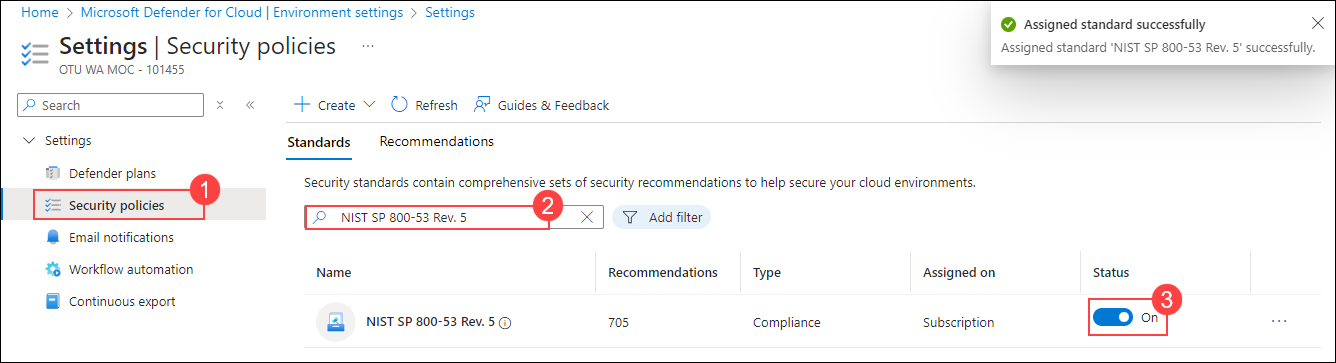 Home > Microsoft Defender for Cloud | Environment settings > Settings
Settings | Security policies ...
OTU WA MOC - 101455
Assigned standard successfully
Assigned standard 'NIST SP 800-53 Rev. 5' successfully.
Search
Settings
Defender plans
Security policies
1
Email notifications
Workflow automation
Continuous export
Create Refresh Guides & Feedback
Standards Recommendations
Security standards contain comprehensive sets of security recommendations to help secure your cloud environments.
NIST SP 800-53 Rev. 5 2 Add filter
Name Recommendations Type Assigned on Status
NIST SP 800-53 Rev. 5 705 Compliance Subscription On 3 ...